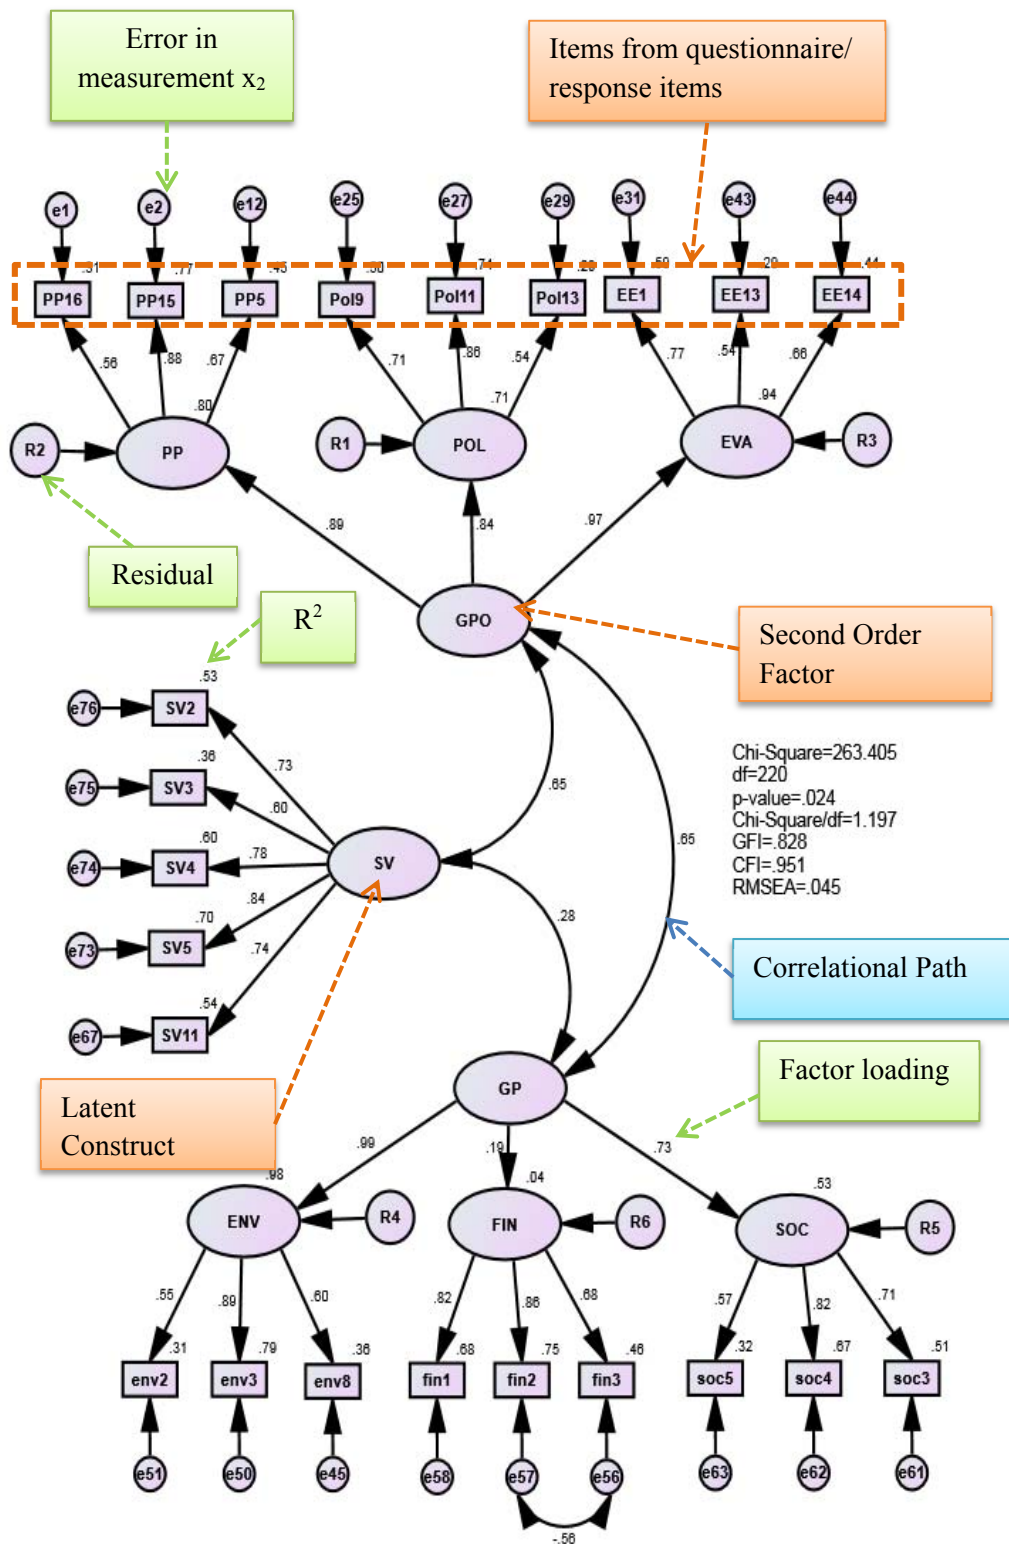 Error in
measurement x₂
Items from questionnaire/
response items
e1 e2 e12 e25 e27 e29 e31 e43 e44
.31 .77 .45 .50 .74 .29 .59 .29 .44
PP16 PP15 PP5 Pol9 Pol11 Pol13 EE1 EE13 EE14
.56 .88 .67 .71 .86 .54 .77 .54 .66
.80 .71 .94
R2 PP R1 POL EVA R3
.89 .84 .97
Residual
R²
GPO
Second Order
Factor
.53
e76 SV2
.73
.36
e75 SV3
.60
.60
e74 SV4
.78
SV
.84
.70
e73 SV5
.74
.54
e67 SV11
.65
.65
.28
Chi-Square=263.405
df=220
p-value=.024
Chi-Square/df=1.197
GFI=.828
CFI=.951
RMSEA=.045
Correlational Path
GP
Factor loading
Latent
Construct
.99 .19 .73
.98 .04 .53
ENV R4 FIN R6 SOC R5
.55 .89 .60 .82 .86 .68 .57 .82 .71
.31 .79 .36 .68 .75 .46 .32 .67 .51
env2 env3 env8 fin1 fin2 fin3 soc5 soc4 soc3
e51 e50 e45 e58 e57 e56 e63 e62 e61
-.56